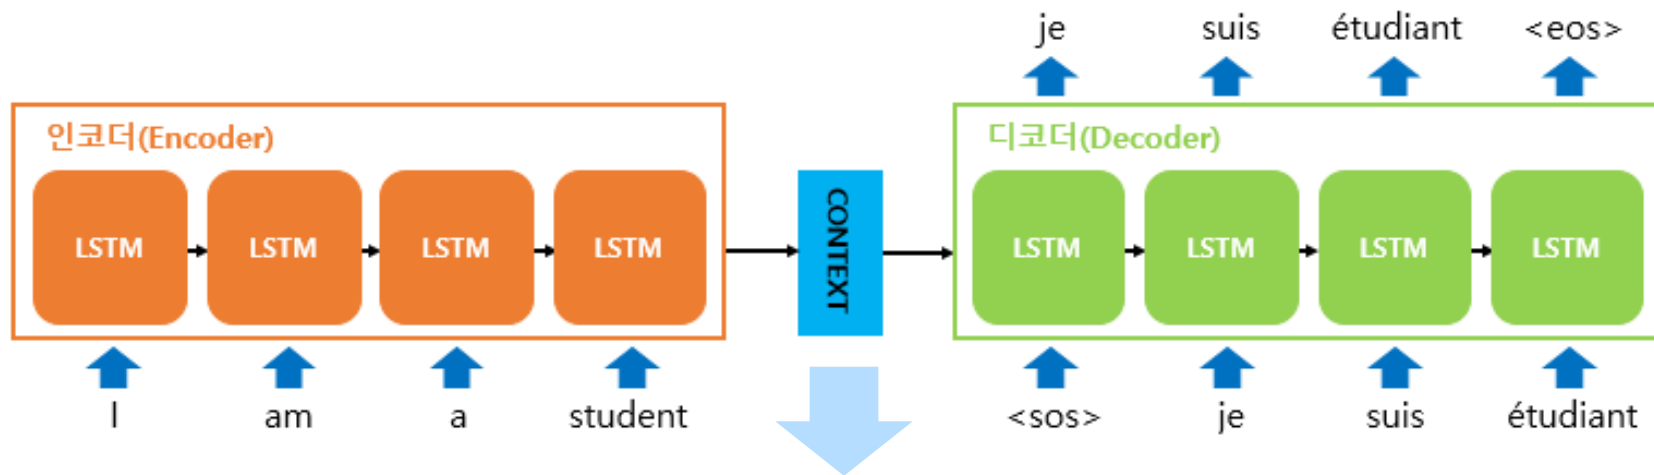 je suis étudiant <eos>
인코더(Encoder)
디코더(Decoder)
LSTM LSTM LSTM LSTM
CONTEXT
LSTM LSTM LSTM LSTM
I am a student
<sos> je suis étudiant